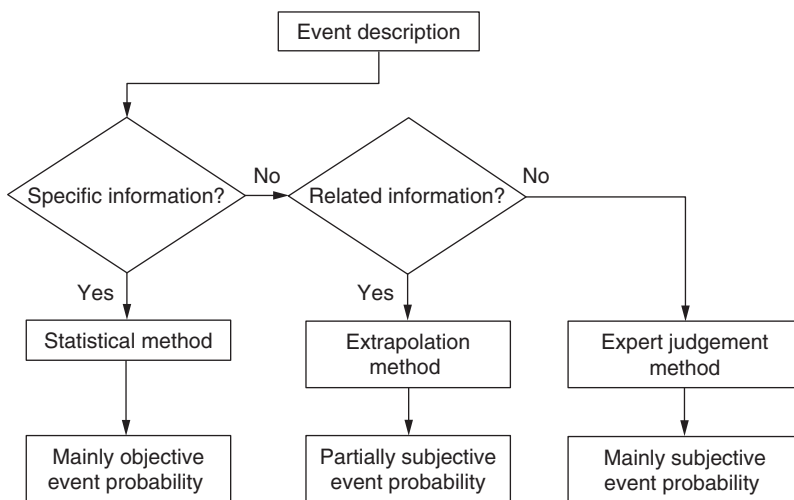 Event description
Specific information?
No
Related information?
No
Yes
Yes
Statistical method
Extrapolation
method
Expert judgement
method
Mainly objective
event probability
Partially subjective
event probability
Mainly subjective
event probability